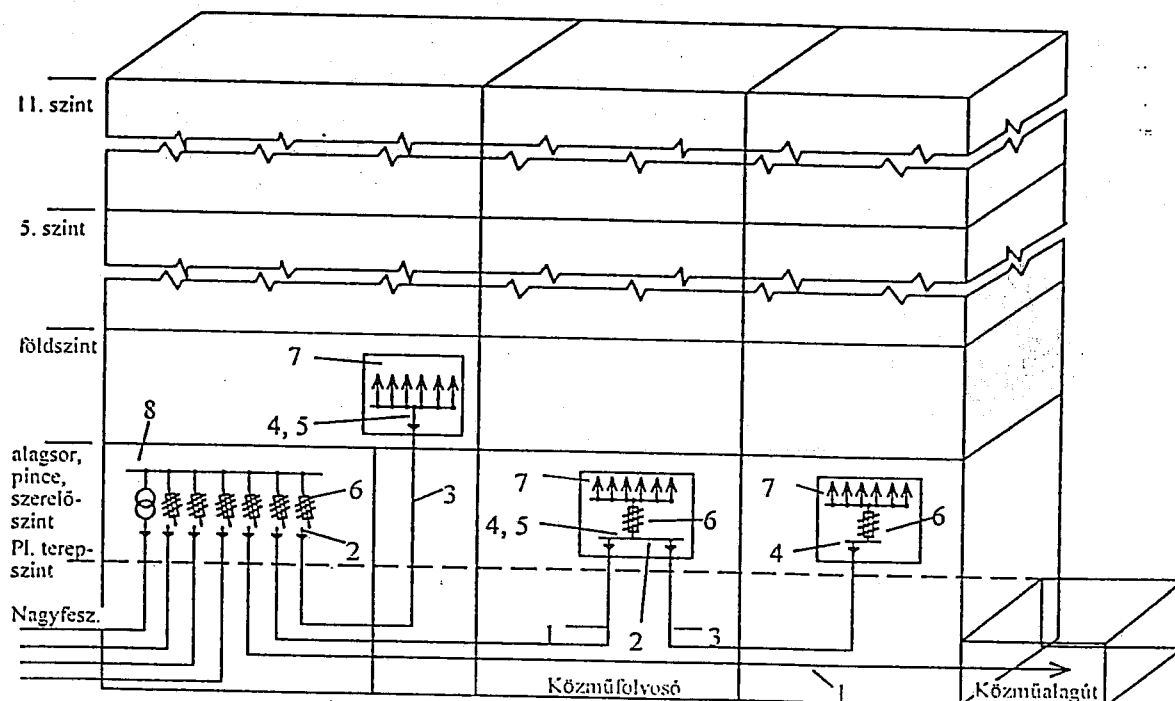 11. szint
5. szint
földszint
7
4, 5
8
alagsor,
pince,
szerelő-
szint
6
3
7
4, 5
6
7
6
4
2
Pl. terep-
szint
Nagyfesz.
1
2
3
Közműfolyosó
1
Közműalagút